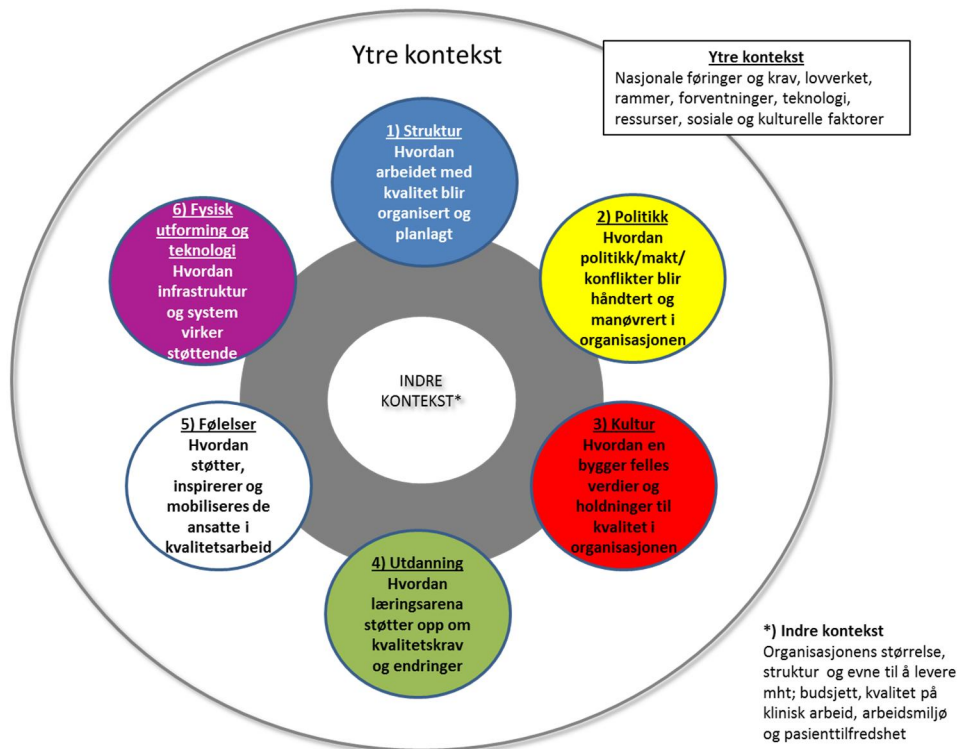 Ytre kontekst
Ytre kontekst
Nasjonale føringer og krav, lovverket,
rammer, forventninger, teknologi,
ressurser, sosiale og kulturelle faktorer
1) Struktur
Hvordan
arbeidet med
kvalitet blir
organisert og
planlagt
2) Politikk
Hvordan
politikk/makt/
konflikter blir
håndtert og
manøvrert i
organisasjonen
3) Kultur
Hvordan en
bygger felles
verdier og
holdninger til
kvalitet i
organisasjonen
4) Utdanning
Hvordan
læringsarena
støtter opp om
kvalitetskrav
og endringer
5) Følelser
Hvordan
støtter,
inspirerer og
mobiliseres de
ansatte i
kvalitetsarbeid
6) Fysisk
utforming og
teknologi
Hvordan
infrastruktur
og system
virker
støttende
INDRE
KONTEKST*
*) Indre kontekst
Organisasjonens størrelse,
struktur og evne til å levere
mht; budsjett, kvalitet på
klinisk arbeid, arbeidsmiljø
og pasienttilfredshet